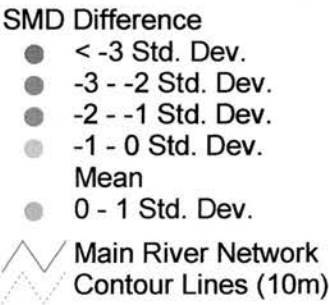 SMD Difference
< -3 Std. Dev.
-3 - -2 Std. Dev.
-2 - -1 Std. Dev.
-1 - 0 Std. Dev.
Mean
0 - 1 Std. Dev.
Main River Network
Contour Lines (10m)